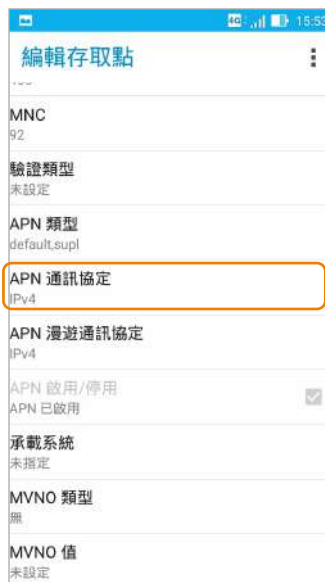 4G 15:53
編輯存取點
MNC
92
驗證類型
未設定
APN 類型
default,supl
APN 通訊協定
IPv4
APN 漫遊通訊協定
IPv4
APN 啟用/停用
APN 已啟用
承載系統
未指定
MVNO 類型
無
MVNO 值
未設定